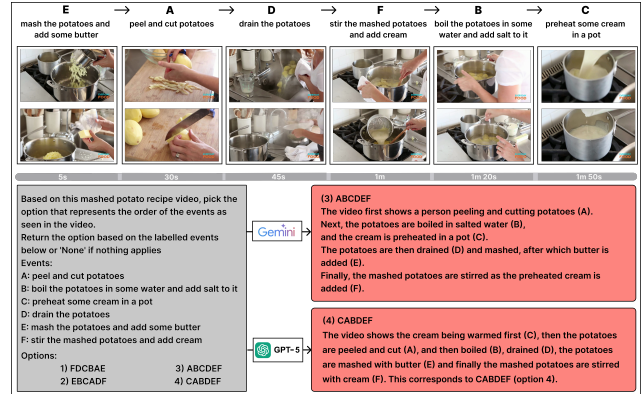 E → A → D → F → B → C
mash the potatoes and
add some butter
peel and cut potatoes
drain the potatoes
stir the mashed potatoes
and add cream
boil the potatoes in some
water and add salt to it
preheat some cream
in a pot
5s 30s 45s 1m 1m 20s 1m 50s
Based on this mashed potato recipe video, pick the
option that represents the order of the events as
seen in the video.
Return the option based on the labelled events
below or 'None' if nothing applies
Events:
A: peel and cut potatoes
B: boil the potatoes in some water and add salt to it
C: preheat some cream in a pot
D: drain the potatoes
E: mash the potatoes and add some butter
F: stir the mashed potatoes and add cream
Options:
1) FDCBAE 3) ABCDEF
2) EBCADF 4) CABDEF
Gemini
(3) ABCDEF
The video first shows a person peeling and cutting potatoes (A).
Next, the potatoes are boiled in salted water (B),
and the cream is preheated in a pot (C).
The potatoes are then drained (D) and mashed, after which butter is
added (E).
Finally, the mashed potatoes are stirred as the preheated cream is
added (F).
GPT-5
(4) CABDEF
The video shows the cream being warmed first (C), then the potatoes
are peeled and cut (A), and then boiled (B), drained (D), the potatoes
are mashed with butter (E) and finally the mashed potatoes are stirred
with cream (F). This corresponds to CABDEF (option 4).